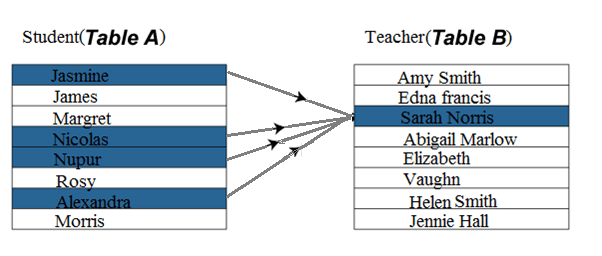 Student(Table A)
Jasmine
James
Margret
Nicolas
Nupur
Rosy
Alexandra
Morris
Teacher(Table B)
Amy Smith
Edna francis
Sarah Norris
Abigail Marlow
Elizabeth
Vaughn
Helen Smith
Jennie Hall